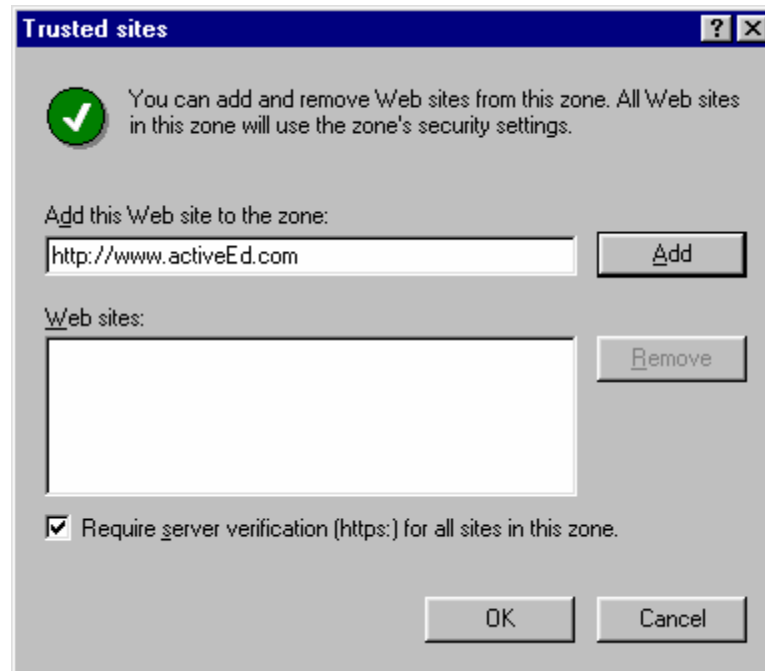 Trusted sites
You can add and remove Web sites from this zone. All Web sites
in this zone will use the zone's security settings.
Add this Web site to the zone:
http://www.activeEd.com
Add
Web sites:
Remove
Require server verification (https:) for all sites in this zone.
OK
Cancel